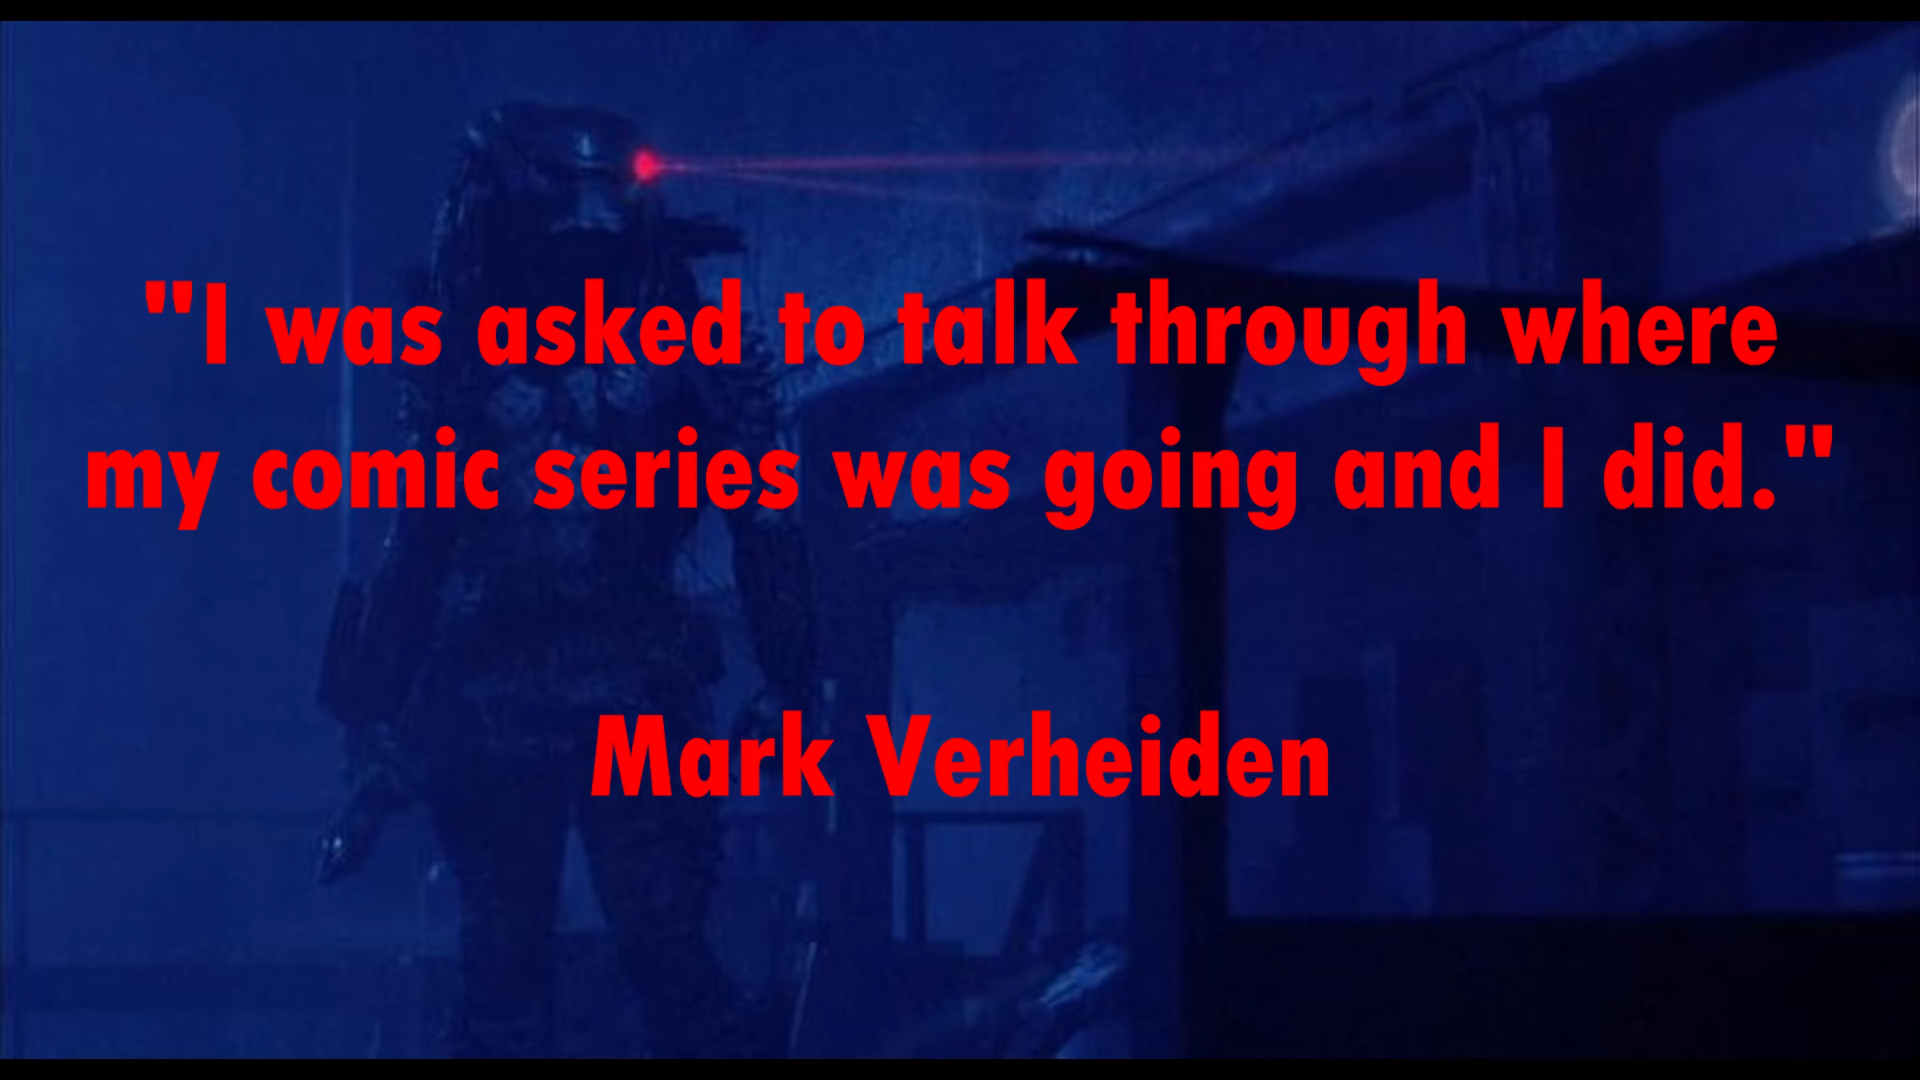 "I was asked to talk through where
my comic series was going and I did."
Mark Verheiden